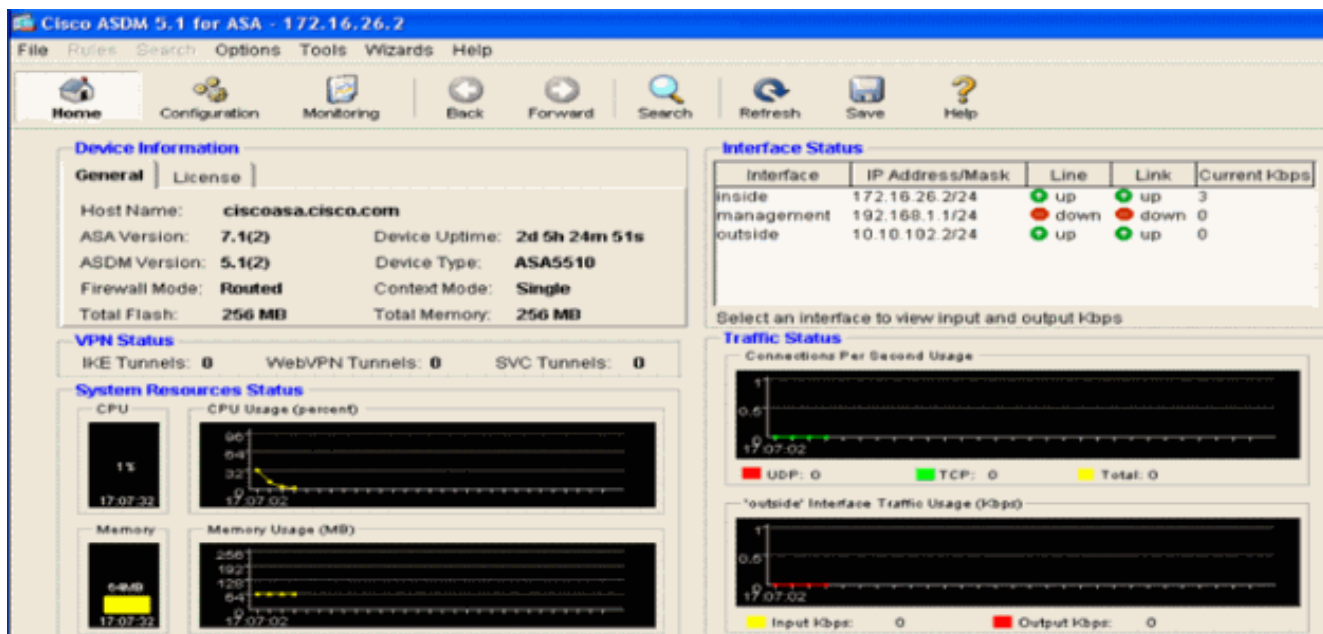 Cisco ASDM 5.1 for ASA - 172.16.26.2
File Rules Search Options Tools Wizards Help
Home Configuration Monitoring Back Forward Search Refresh Save Help
Device Information
General License
Host Name: ciscoasa.cisco.com
ASA Version: 7.1(2) Device Uptime: 2d 5h 24m 51s
ASDM Version: 5.1(2) Device Type: ASA5510
Firewall Mode: Routed Context Mode: Single
Total Flash: 256 MB Total Memory: 256 MB
VPN Status
IKE Tunnels: 0 WebVPN Tunnels: 0 SVC Tunnels: 0
System Resources Status
CPU
1%
17:07:32
CPU Usage (percent)
96
64
32
0
17:07:02
Memory
64MB
17:07:32
Memory Usage (MB)
256
192
128
64
0
17:07:02
Interface Status
Interface IP Address/Mask Line Link Current Kbps
inside 172.16.26.2/24 up up 3
management 192.168.1.1/24 down down 0
outside 10.10.102.2/24 up up 0
Select an interface to view input and output Kbps
Traffic Status
Connections Per Second Usage
1
0.5
0
17:07:02
UDP: 0 TCP: 0 Total: 0
'outside' Interface Traffic Usage (Kbps)
1
0.5
0
17:07:02
Input Kbps: 0 Output Kbps: 0